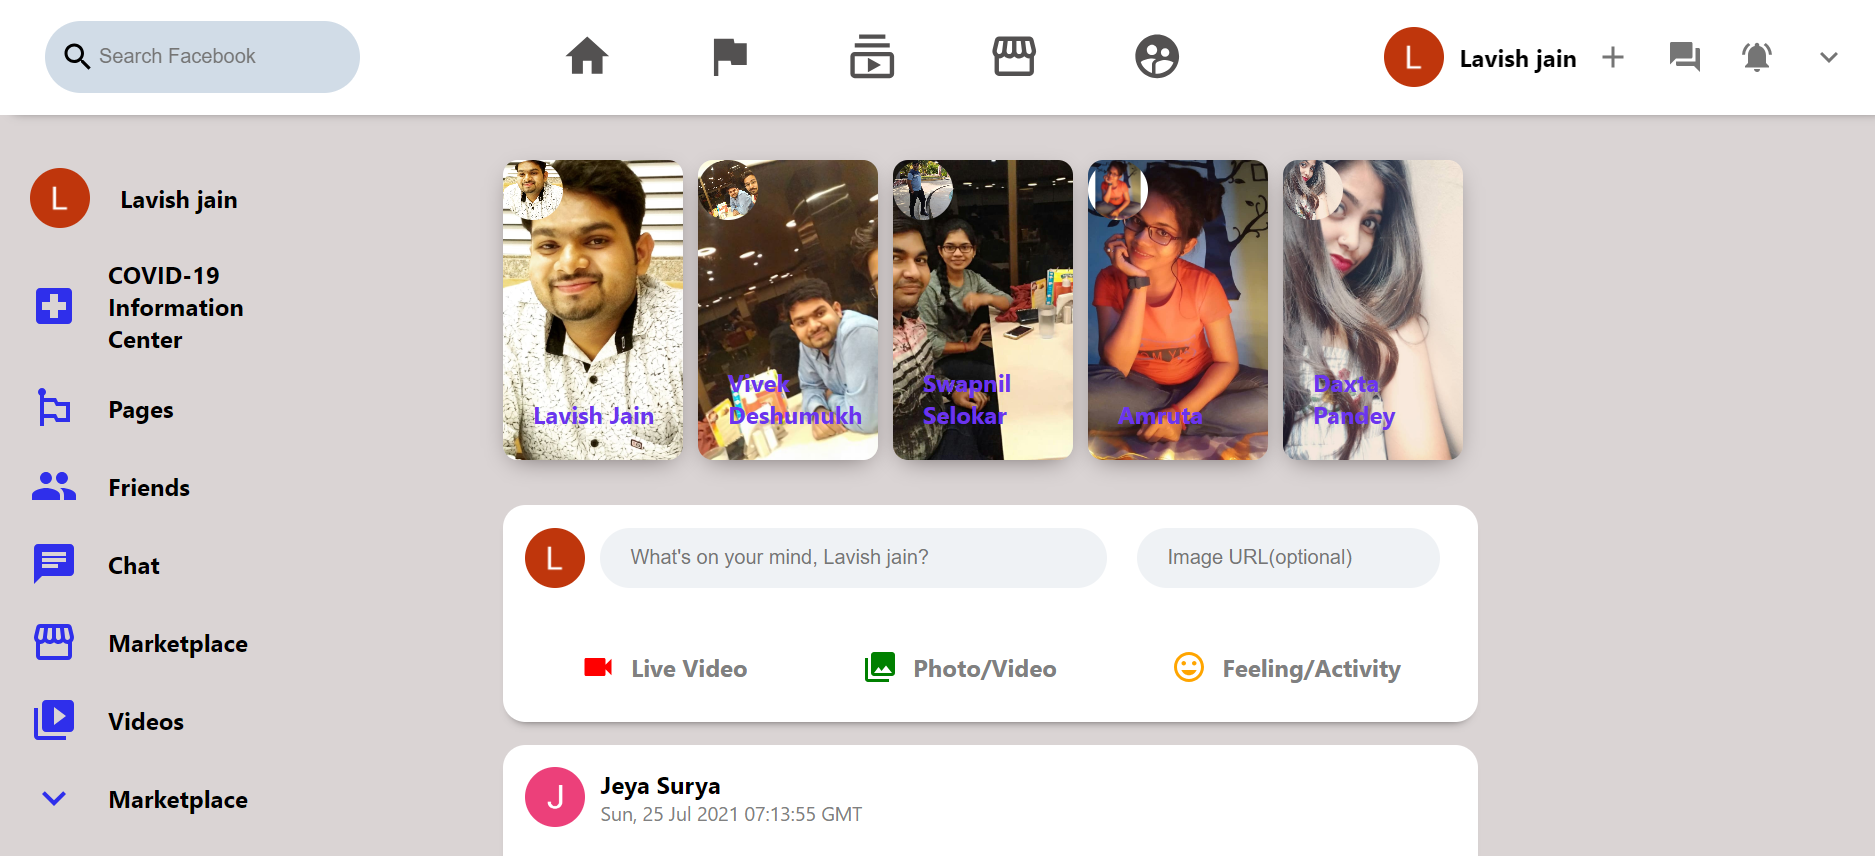 Search Facebook
L
Lavish jain
L
Lavish jain
COVID-19
Information
Center
Pages
Friends
Chat
Marketplace
Videos
Marketplace
Lavish Jain
Vivek
Deshumukh
Swapnil
Selokar
Amruta
Daxta
Pandey
L
What's on your mind, Lavish jain?
Image URL(optional)
Live Video
Photo/Video
Feeling/Activity
J
Jeya Surya
Sun, 25 Jul 2021 07:13:55 GMT